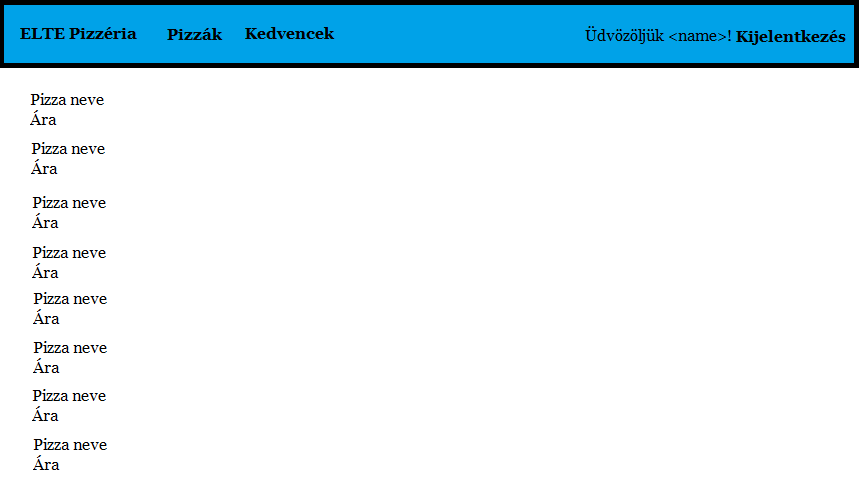 ELTE Pizzéria Pizzák Kedvencek Üdvözöljük <name>! Kijelentkezés
Pizza neve
Ára
Pizza neve
Ára
Pizza neve
Ára
Pizza neve
Ára
Pizza neve
Ára
Pizza neve
Ára
Pizza neve
Ára
Pizza neve
Ára